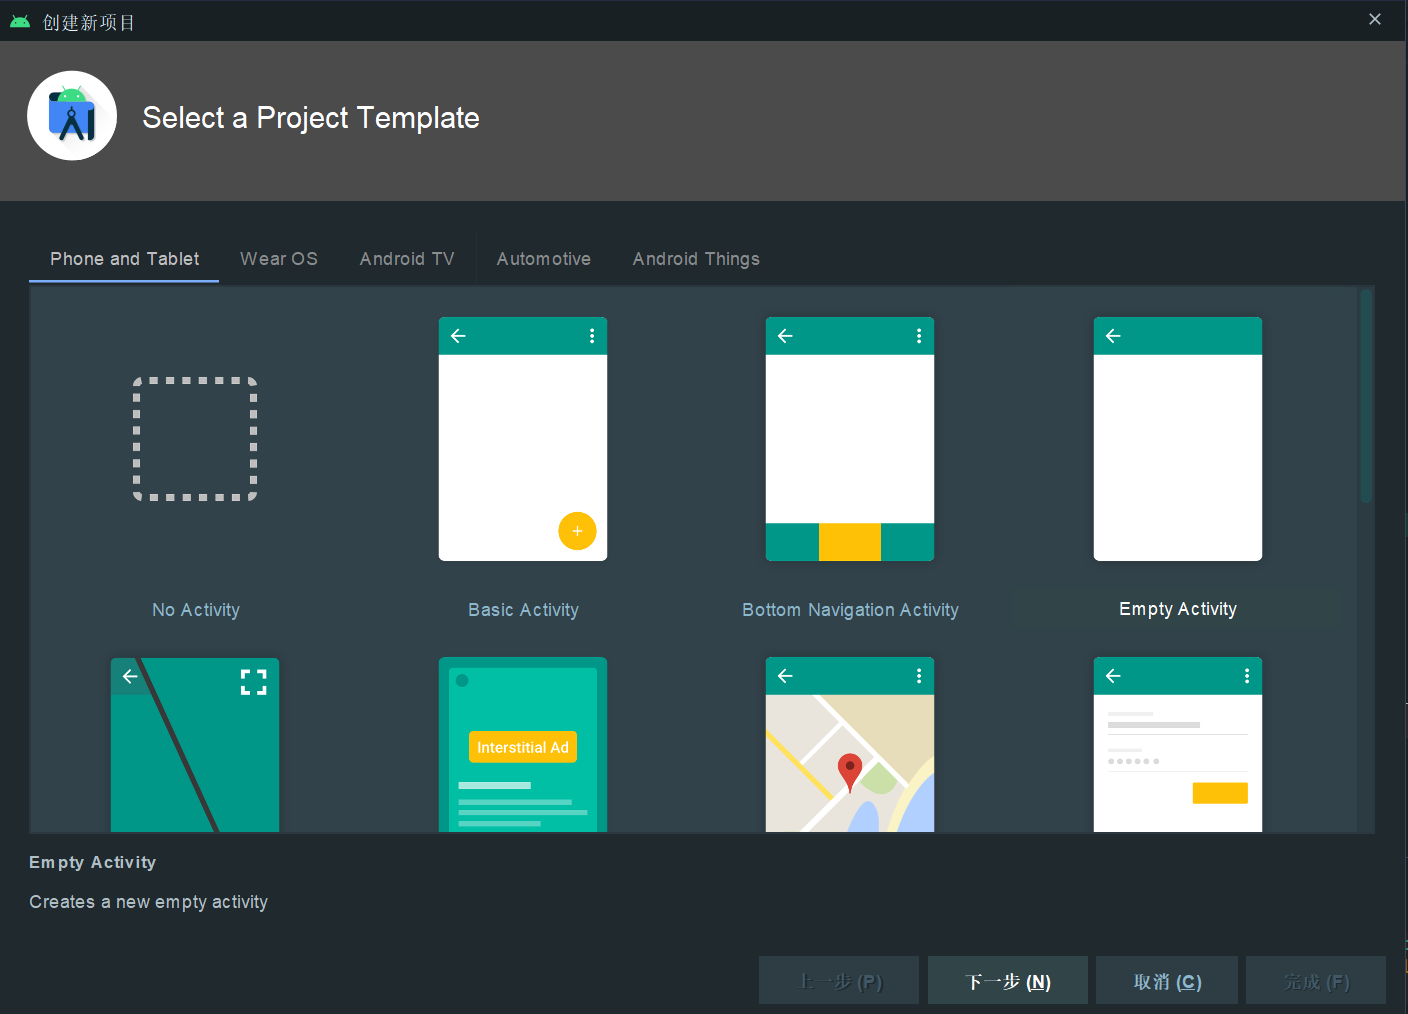 创建新项目
Select a Project Template
Phone and Tablet Wear OS Android TV Automotive Android Things
No Activity Basic Activity Bottom Navigation Activity Empty Activity
Interstitial Ad
Empty Activity
Creates a new empty activity
上一步 (P) 下一步 (N) 取消 (C) 完成 (F)